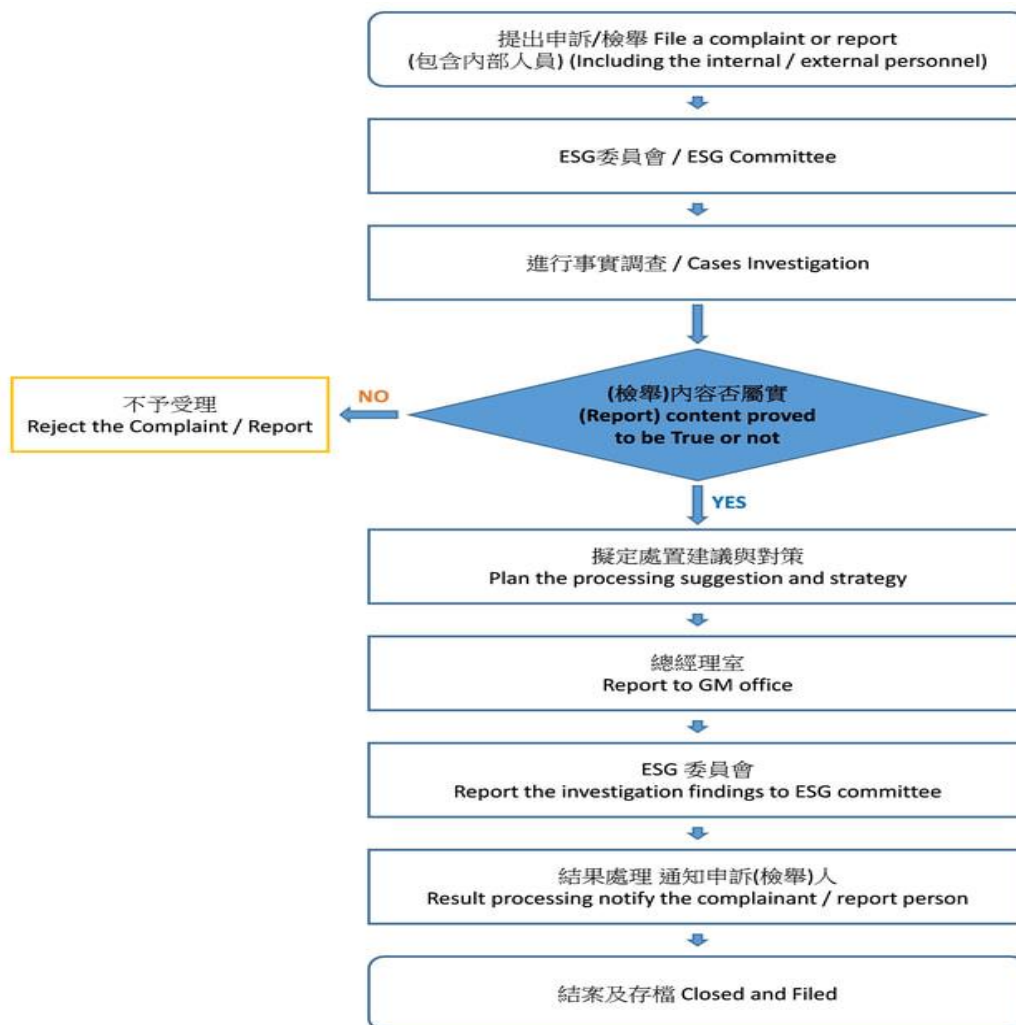 提出申訴/檢舉 File a complaint or report
(包含內部人員) (Including the internal / external personnel)
ESG委員會 / ESG Committee
進行事實調查 / Cases Investigation
(檢舉)內容否屬實
(Report) content proved
to be True or not
NO
不予受理
Reject the Complaint / Report
YES
擬定處置建議與對策
Plan the processing suggestion and strategy
總經理室
Report to GM office
ESG 委員會
Report the investigation findings to ESG committee
結果處理 通知申訴(檢舉)人
Result processing notify the complainant / report person
結案及存檔 Closed and Filed